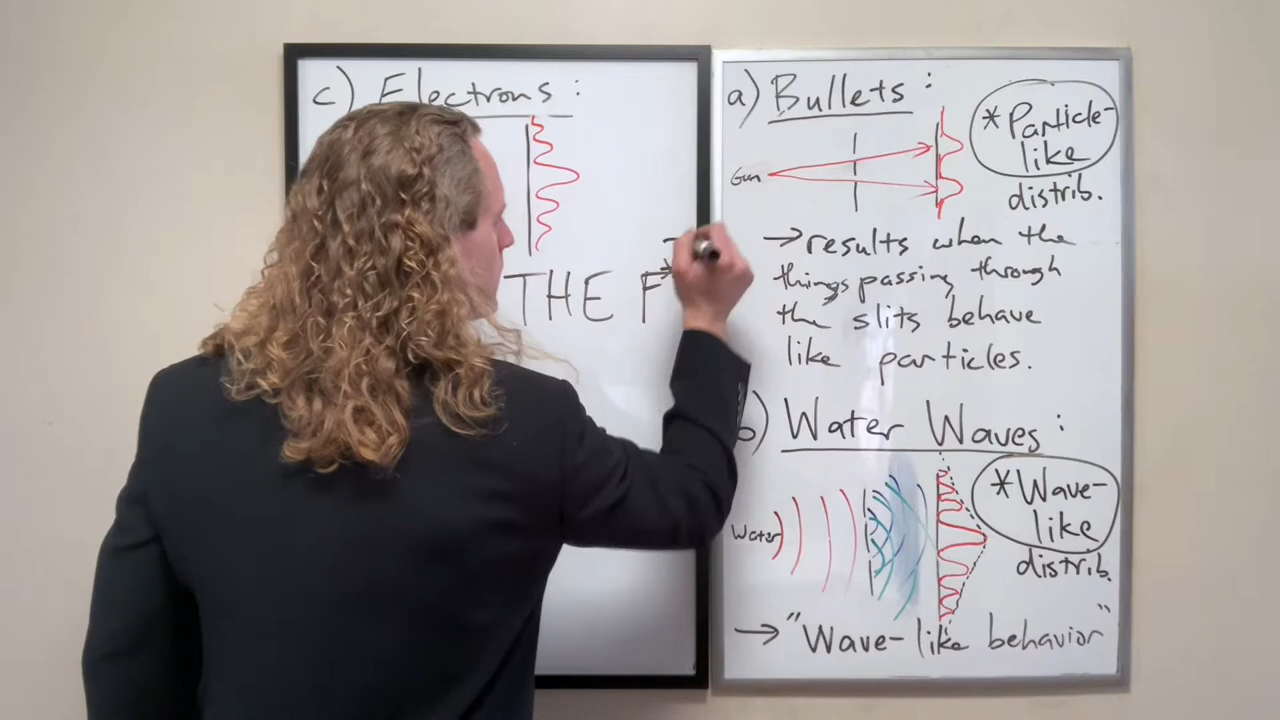 c) Electrons:
THE F
a) Bullets:
*Particle-
like
distrib.
Gun
→results when the
things passing through
the slits behave
like particles.
b) Water Waves:
*Wave-
like
distrib.
Water
→ "Wave-like behavior"